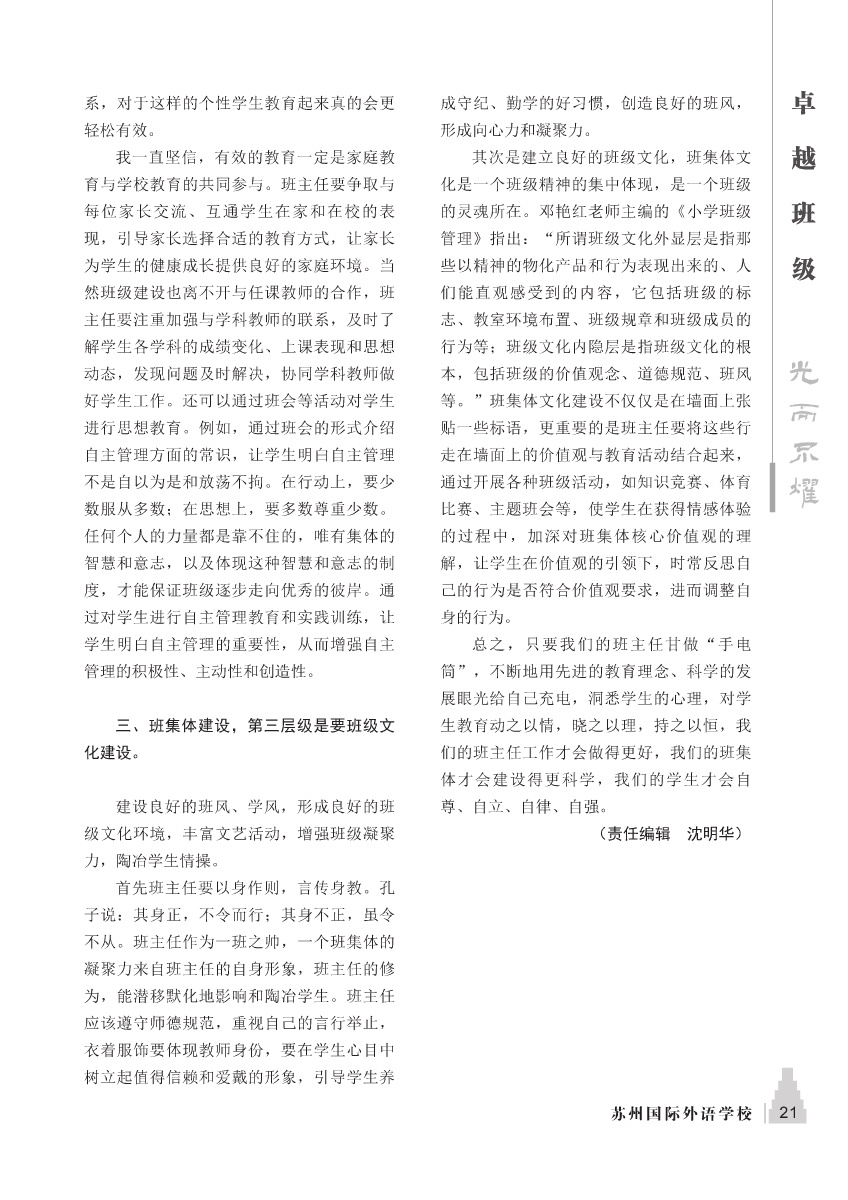 系，对于这样的个性学生教育起来真的会更
轻松有效。
我一直坚信，有效的教育一定是家庭教
育与学校教育的共同参与。班主任要争取与
每位家长交流、互通学生在家和在校的表
现，引导家长选择合适的教育方式，让家长
为学生的健康成长提供良好的家庭环境。当
然班级建设也离不开与任课教师的合作，班
主任要注重加强与学科教师的联系，及时了
解学生各学科的成绩变化、上课表现和思想
动态，发现问题及时解决，协同学科教师做
好学生工作。还可以通过班会等活动对学生
进行思想教育。例如，通过班会的形式介绍
自主管理方面的常识，让学生明白自主管理
不是自以为是和放荡不拘。在行动上，要少
数服从多数；在思想上，要多数尊重少数。
任何个人的力量都是靠不住的，唯有集体的
智慧和意志，以及体现这种智慧和意志的制
度，才能保证班级逐步走向优秀的彼岸。通
过对学生进行自主管理教育和实践训练，让
学生明白自主管理的重要性，从而增强自主
管理的积极性、主动性和创造性。
三、班集体建设，第三层级是要班级文
化建设。
建设良好的班风、学风，形成良好的班
级文化环境，丰富文艺活动，增强班级凝聚
力，陶冶学生情操。
首先班主任要以身作则，言传身教。孔
子说：其身正，不令而行；其身不正，虽令
不从。班主任作为一班之帅，一个班集体的
凝聚力来自班主任的自身形象，班主任的修
为，能潜移默化地影响和陶冶学生。班主任
应该遵守师德规范，重视自己的言行举止，
衣着服饰要体现教师身份，要在学生心目中
树立起值得信赖和爱戴的形象，引导学生养
成守纪、勤学的好习惯，创造良好的班风，
形成向心力和凝聚力。
其次是建立良好的班级文化，班集体文
化是一个班级精神的集中体现，是一个班级
的灵魂所在。邓艳红老师主编的《小学班级
管理》指出：“所谓班级文化外显层是指那
些以精神的物化产品和行为表现出来的、人
们能直观感受到的内容，它包括班级的标
志、教室环境布置、班级规章和班级成员的
行为等；班级文化内隐层是指班级文化的根
本，包括班级的价值观念、道德规范、班风
等。”班集体文化建设不仅仅是在墙面上张
贴一些标语，更重要的是班主任要将这些行
走在墙面上的价值观与教育活动结合起来，
通过开展各种班级活动，如知识竞赛、体育
比赛、主题班会等，使学生在获得情感体验
的过程中，加深对班集体核心价值观的理
解，让学生在价值观的引领下，时常反思自
己的行为是否符合价值观要求，进而调整自
身的行为。
总之，只要我们的班主任甘做“手电
筒”，不断地用先进的教育理念、科学的发
展眼光给自己充电，洞悉学生的心理，对学
生教育动之以情，晓之以理，持之以恒，我
们的班主任工作才会做得更好，我们的班集
体才会建设得更科学，我们的学生才会自
尊、自立、自律、自强。
（责任编辑　沈明华）
卓越班级
光而不耀
苏州国际外语学校
21